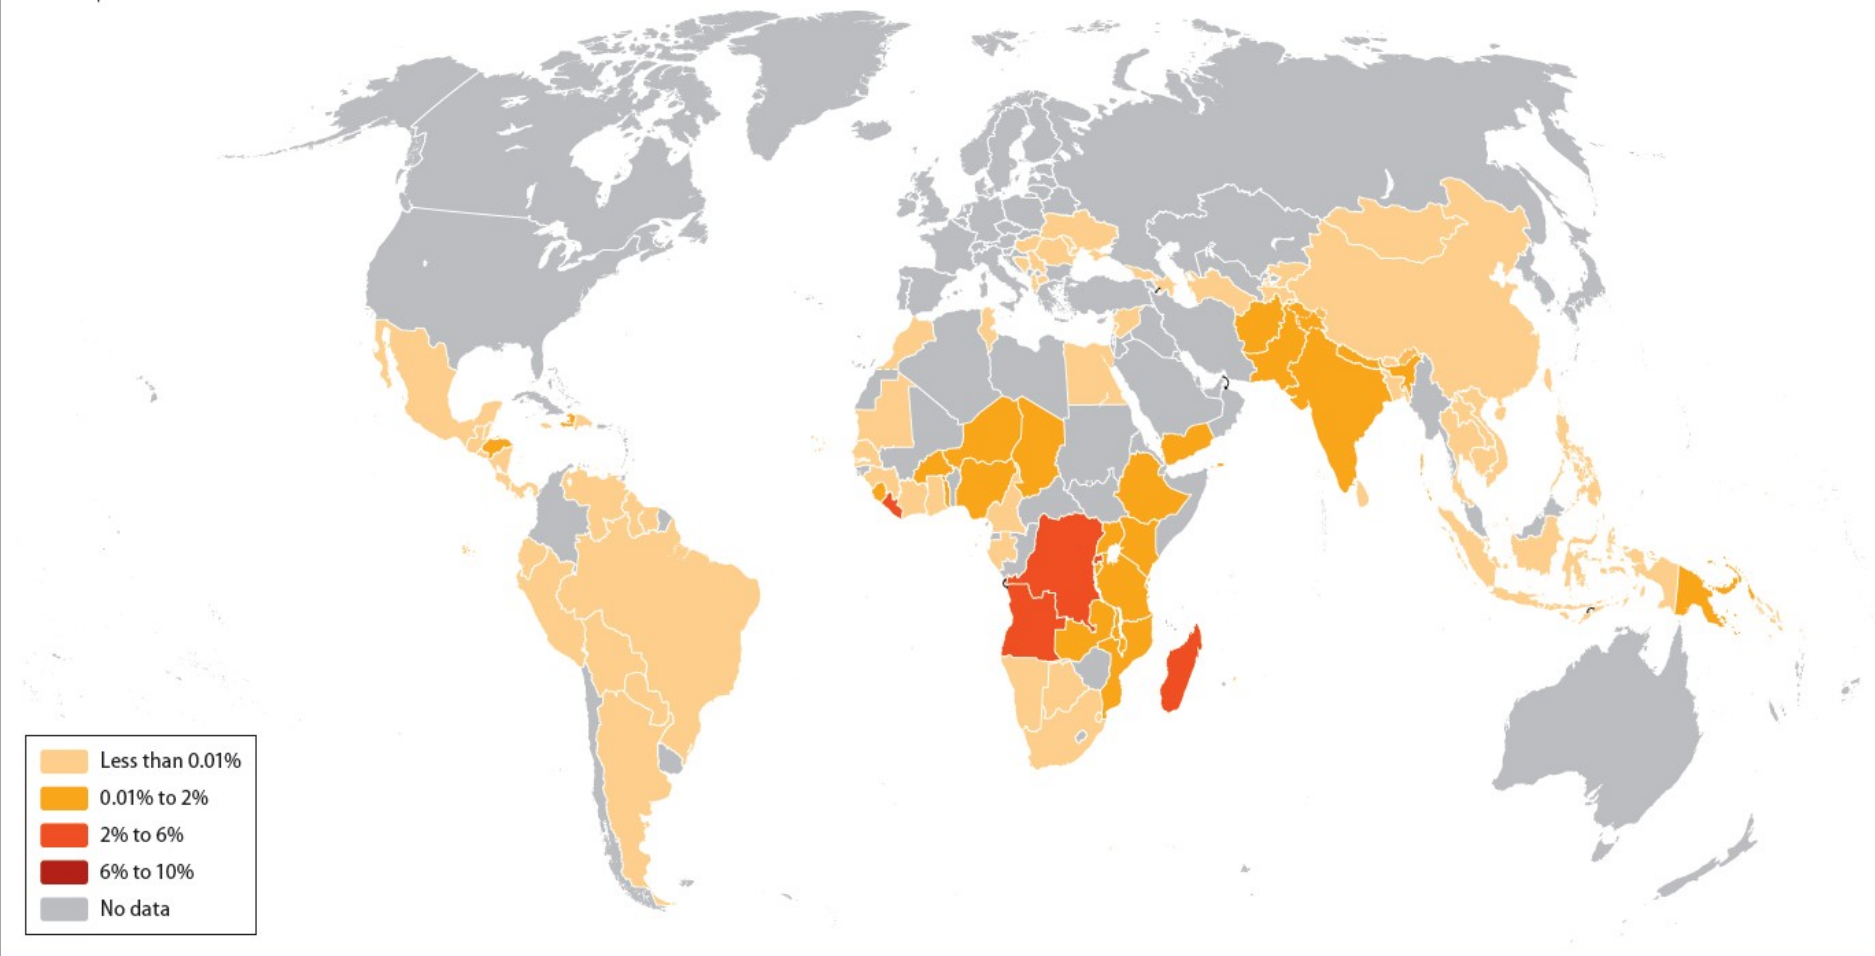 Less than 0.01%
0.01% to 2%
2% to 6%
6% to 10%
No data